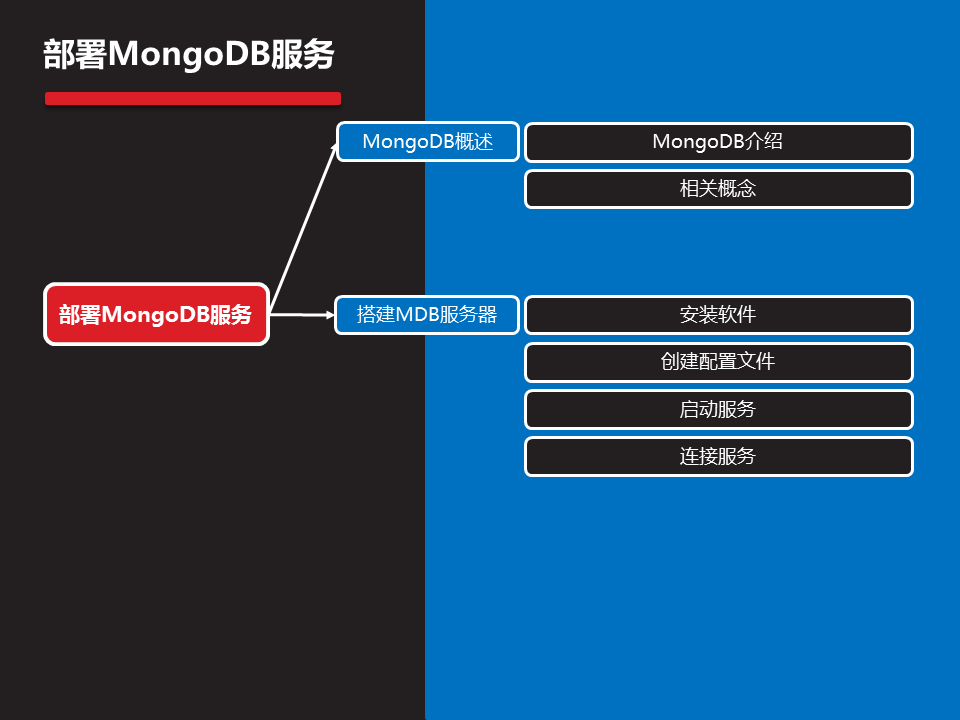 部署MongoDB服务
MongoDB概述
MongoDB介绍
相关概念
部署MongoDB服务
搭建MDB服务器
安装软件
创建配置文件
启动服务
连接服务